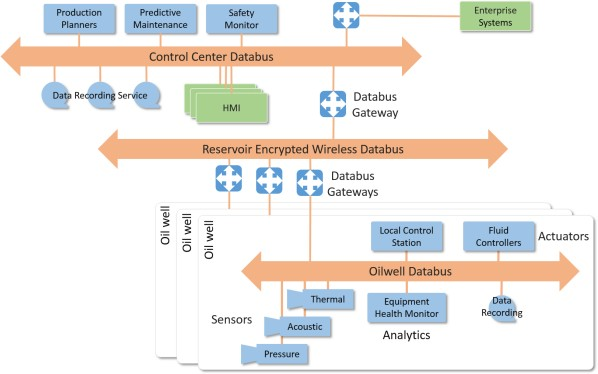 Production
Planners
Predictive
Maintenance
Safety
Monitor
Enterprise
Systems
Control Center Databus
Data Recording Service
HMI
Databus
Gateway
Reservoir Encrypted Wireless Databus
Databus
Gateways
Oil well
Oil well
Oil well
Local Control
Station
Fluid
Controllers
Actuators
Oilwell Databus
Thermal
Sensors
Acoustic
Pressure
Equipment
Health Monitor
Analytics
Data
Recording